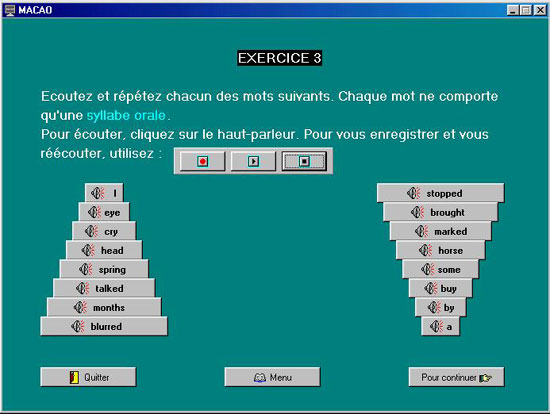 MACAO
EXERCICE 3
Ecoutez et répétez chacun des mots suivants. Chaque mot ne comporte
qu'une syllabe orale.
Pour écouter, cliquez sur le haut-parleur. Pour vous enregistrer et vous
réécouter, utilisez :
I
eye
cry
head
spring
talked
months
blurred
stopped
brought
marked
horse
some
buy
by
a
Quitter
Menu
Pour continuer